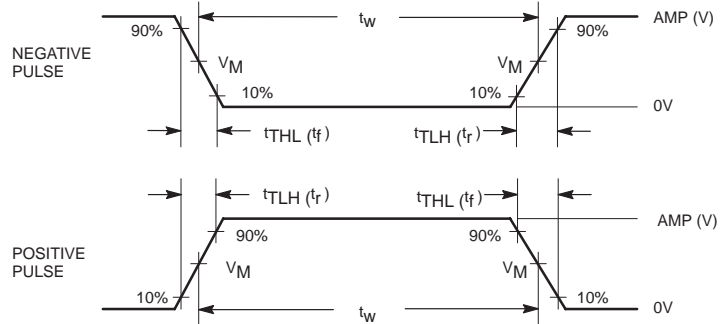 t_w
AMP (V)
90%
90%
NEGATIVE
PULSE
V_M
V_M
10%
10%
0V
t_THL (t_f)
t_TLH (t_r)
t_TLH (t_r)
t_THL (t_f)
AMP (V)
90%
90%
POSITIVE
PULSE
V_M
V_M
10%
10%
t_w
0V